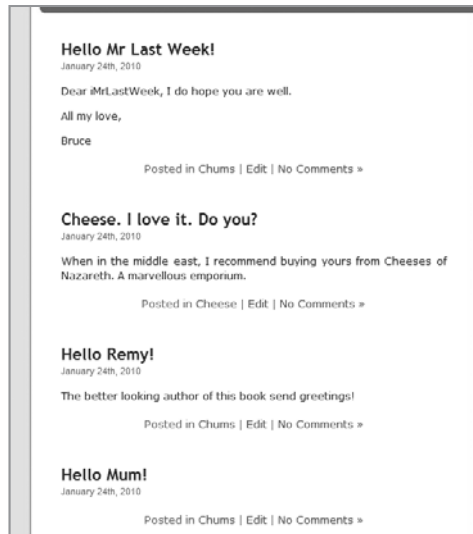 Hello Mr Last Week!
January 24th, 2010
Dear iMrLastWeek, I do hope you are well.
All my love,
Bruce
Posted in Chums | Edit | No Comments »
Cheese. I love it. Do you?
January 24th, 2010
When in the middle east, I recommend buying yours from Cheeses of
Nazareth. A marvellous emporium.
Posted in Cheese | Edit | No Comments »
Hello Remy!
January 24th, 2010
The better looking author of this book send greetings!
Posted in Chums | Edit | No Comments »
Hello Mum!
January 24th, 2010
Posted in Chums | Edit | No Comments »